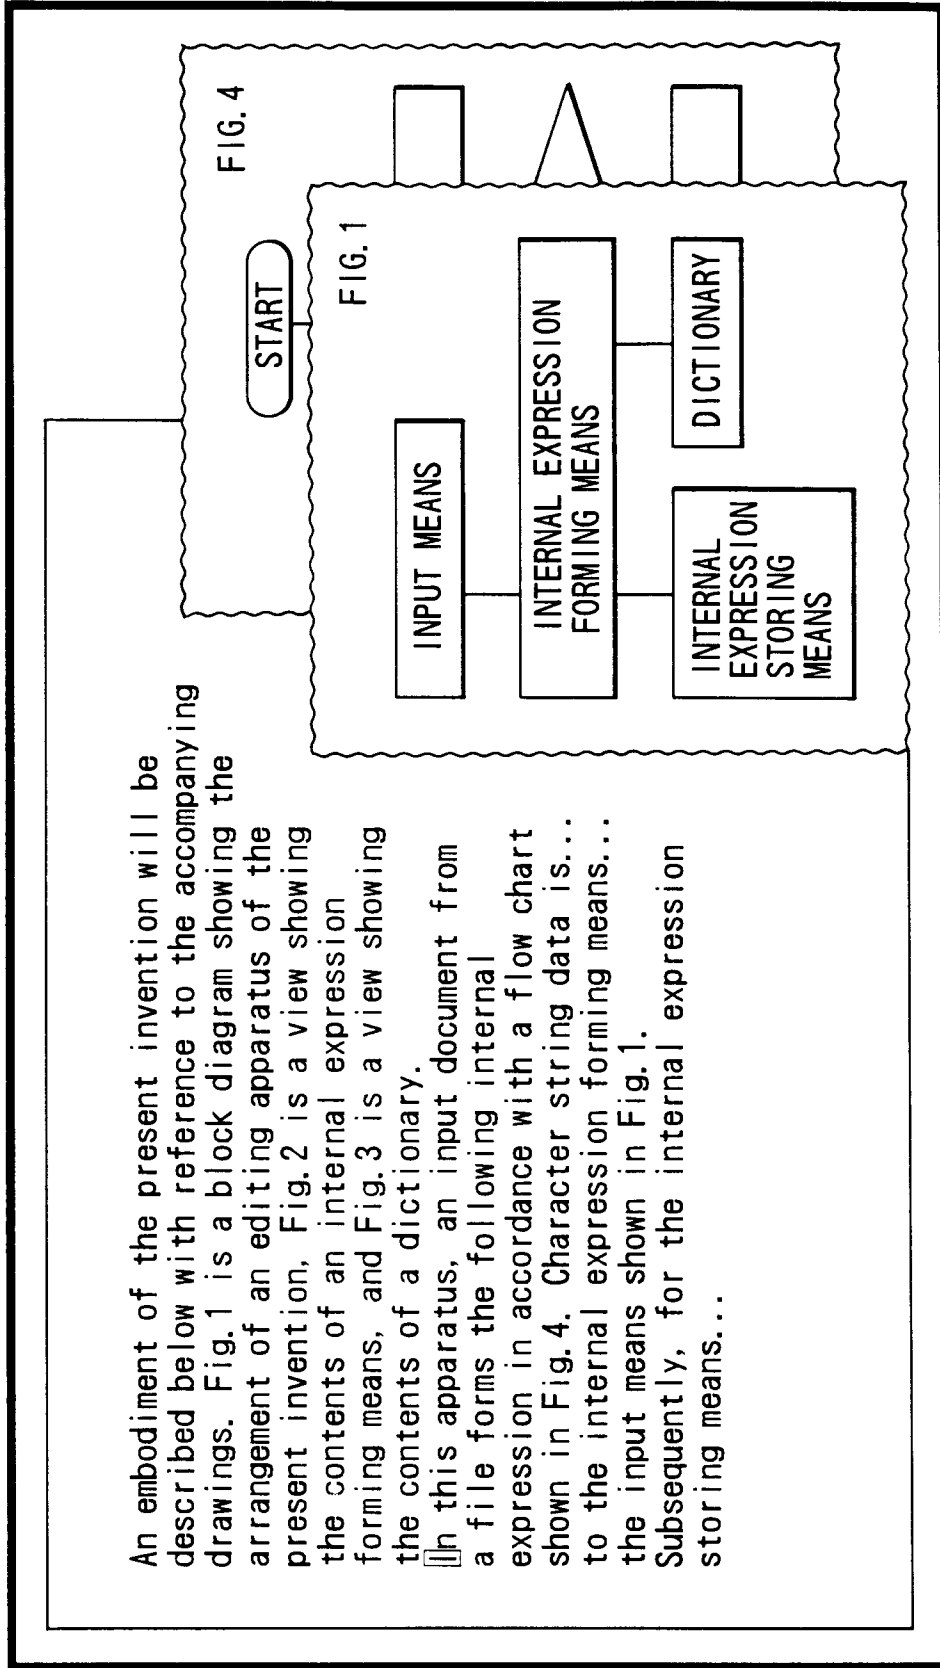 An embodiment of the present invention will be
described below with reference to the accompanying
drawings. Fig.1 is a block diagram showing the
arrangement of an editing apparatus of the
present invention, Fig.2 is a view showing
the contents of an internal expression
forming means, and Fig.3 is a view showing
the contents of a dictionary.
In this apparatus, an input document from
a file forms the following internal
expression in accordance with a flow chart
shown in Fig.4. Character string data is...
to the internal expression forming means...
the input means shown in Fig.1.
Subsequently, for the internal expression
storing means...
FIG. 4
START
FIG. 1
INPUT MEANS
INTERNAL EXPRESSION
FORMING MEANS
INTERNAL
EXPRESSION
STORING
MEANS
DICTIONARY